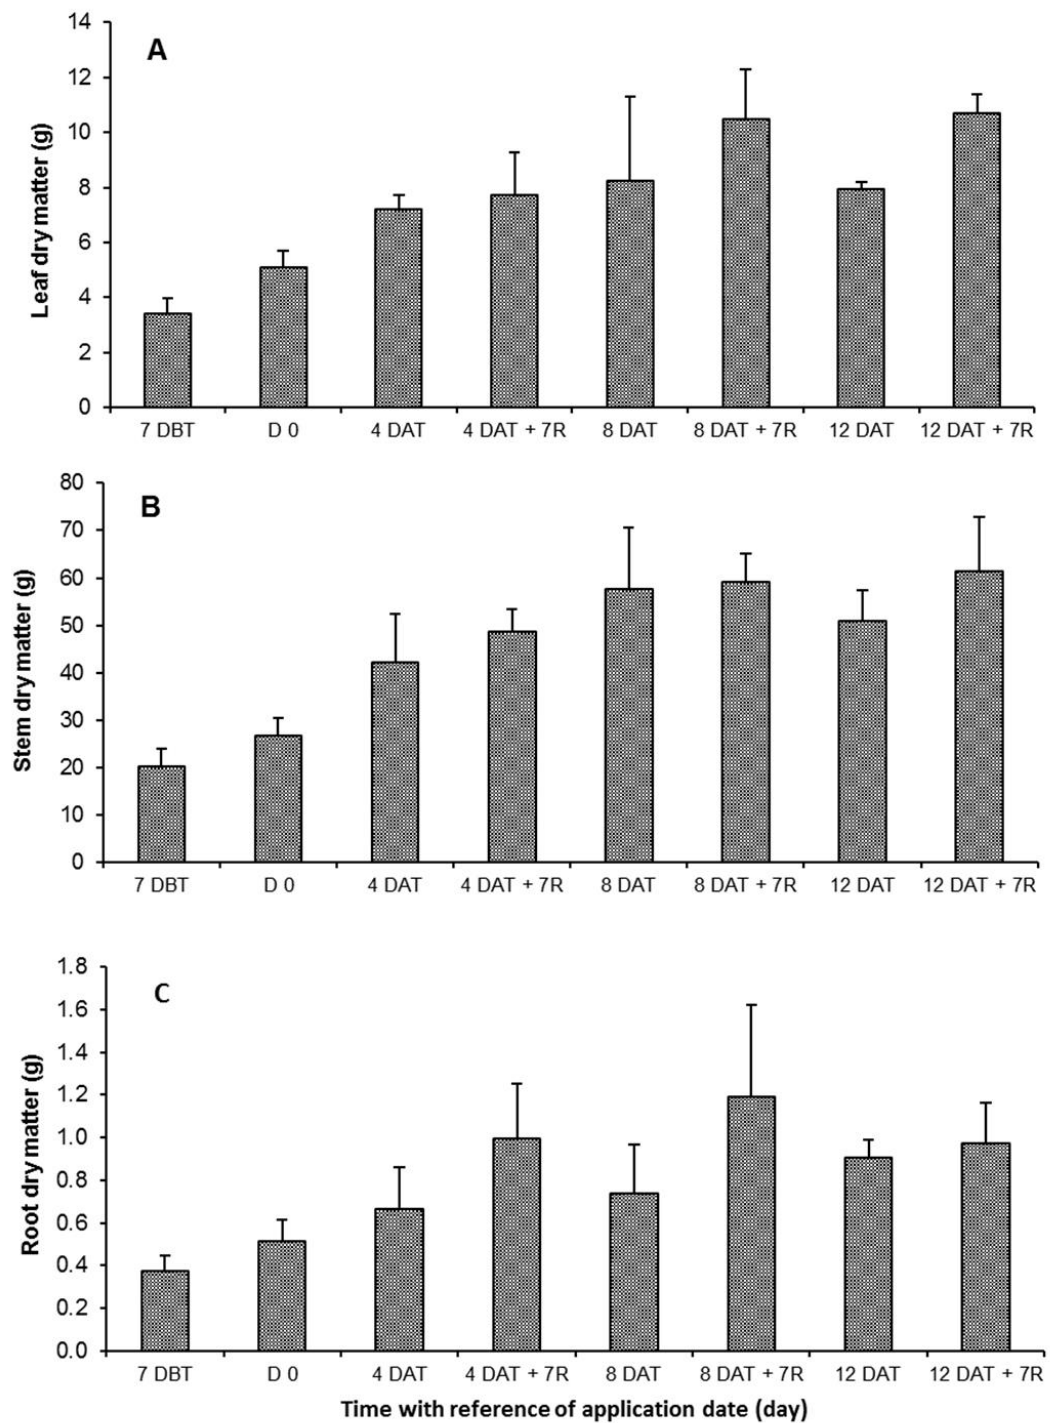 A
Leaf dry matter (g)
14
12
10
8
6
4
2
0
7 DBT D 0 4 DAT 4 DAT + 7R 8 DAT 8 DAT + 7R 12 DAT 12 DAT + 7R
B
Stem dry matter (g)
80
70
60
50
40
30
20
10
0
7 DBT D 0 4 DAT 4 DAT + 7R 8 DAT 8 DAT + 7R 12 DAT 12 DAT + 7R
C
Root dry matter (g)
1.8
1.6
1.4
1.2
1.0
0.8
0.6
0.4
0.2
0.0
7 DBT D 0 4 DAT 4 DAT + 7R 8 DAT 8 DAT + 7R 12 DAT 12 DAT + 7R
Time with reference of application date (day)